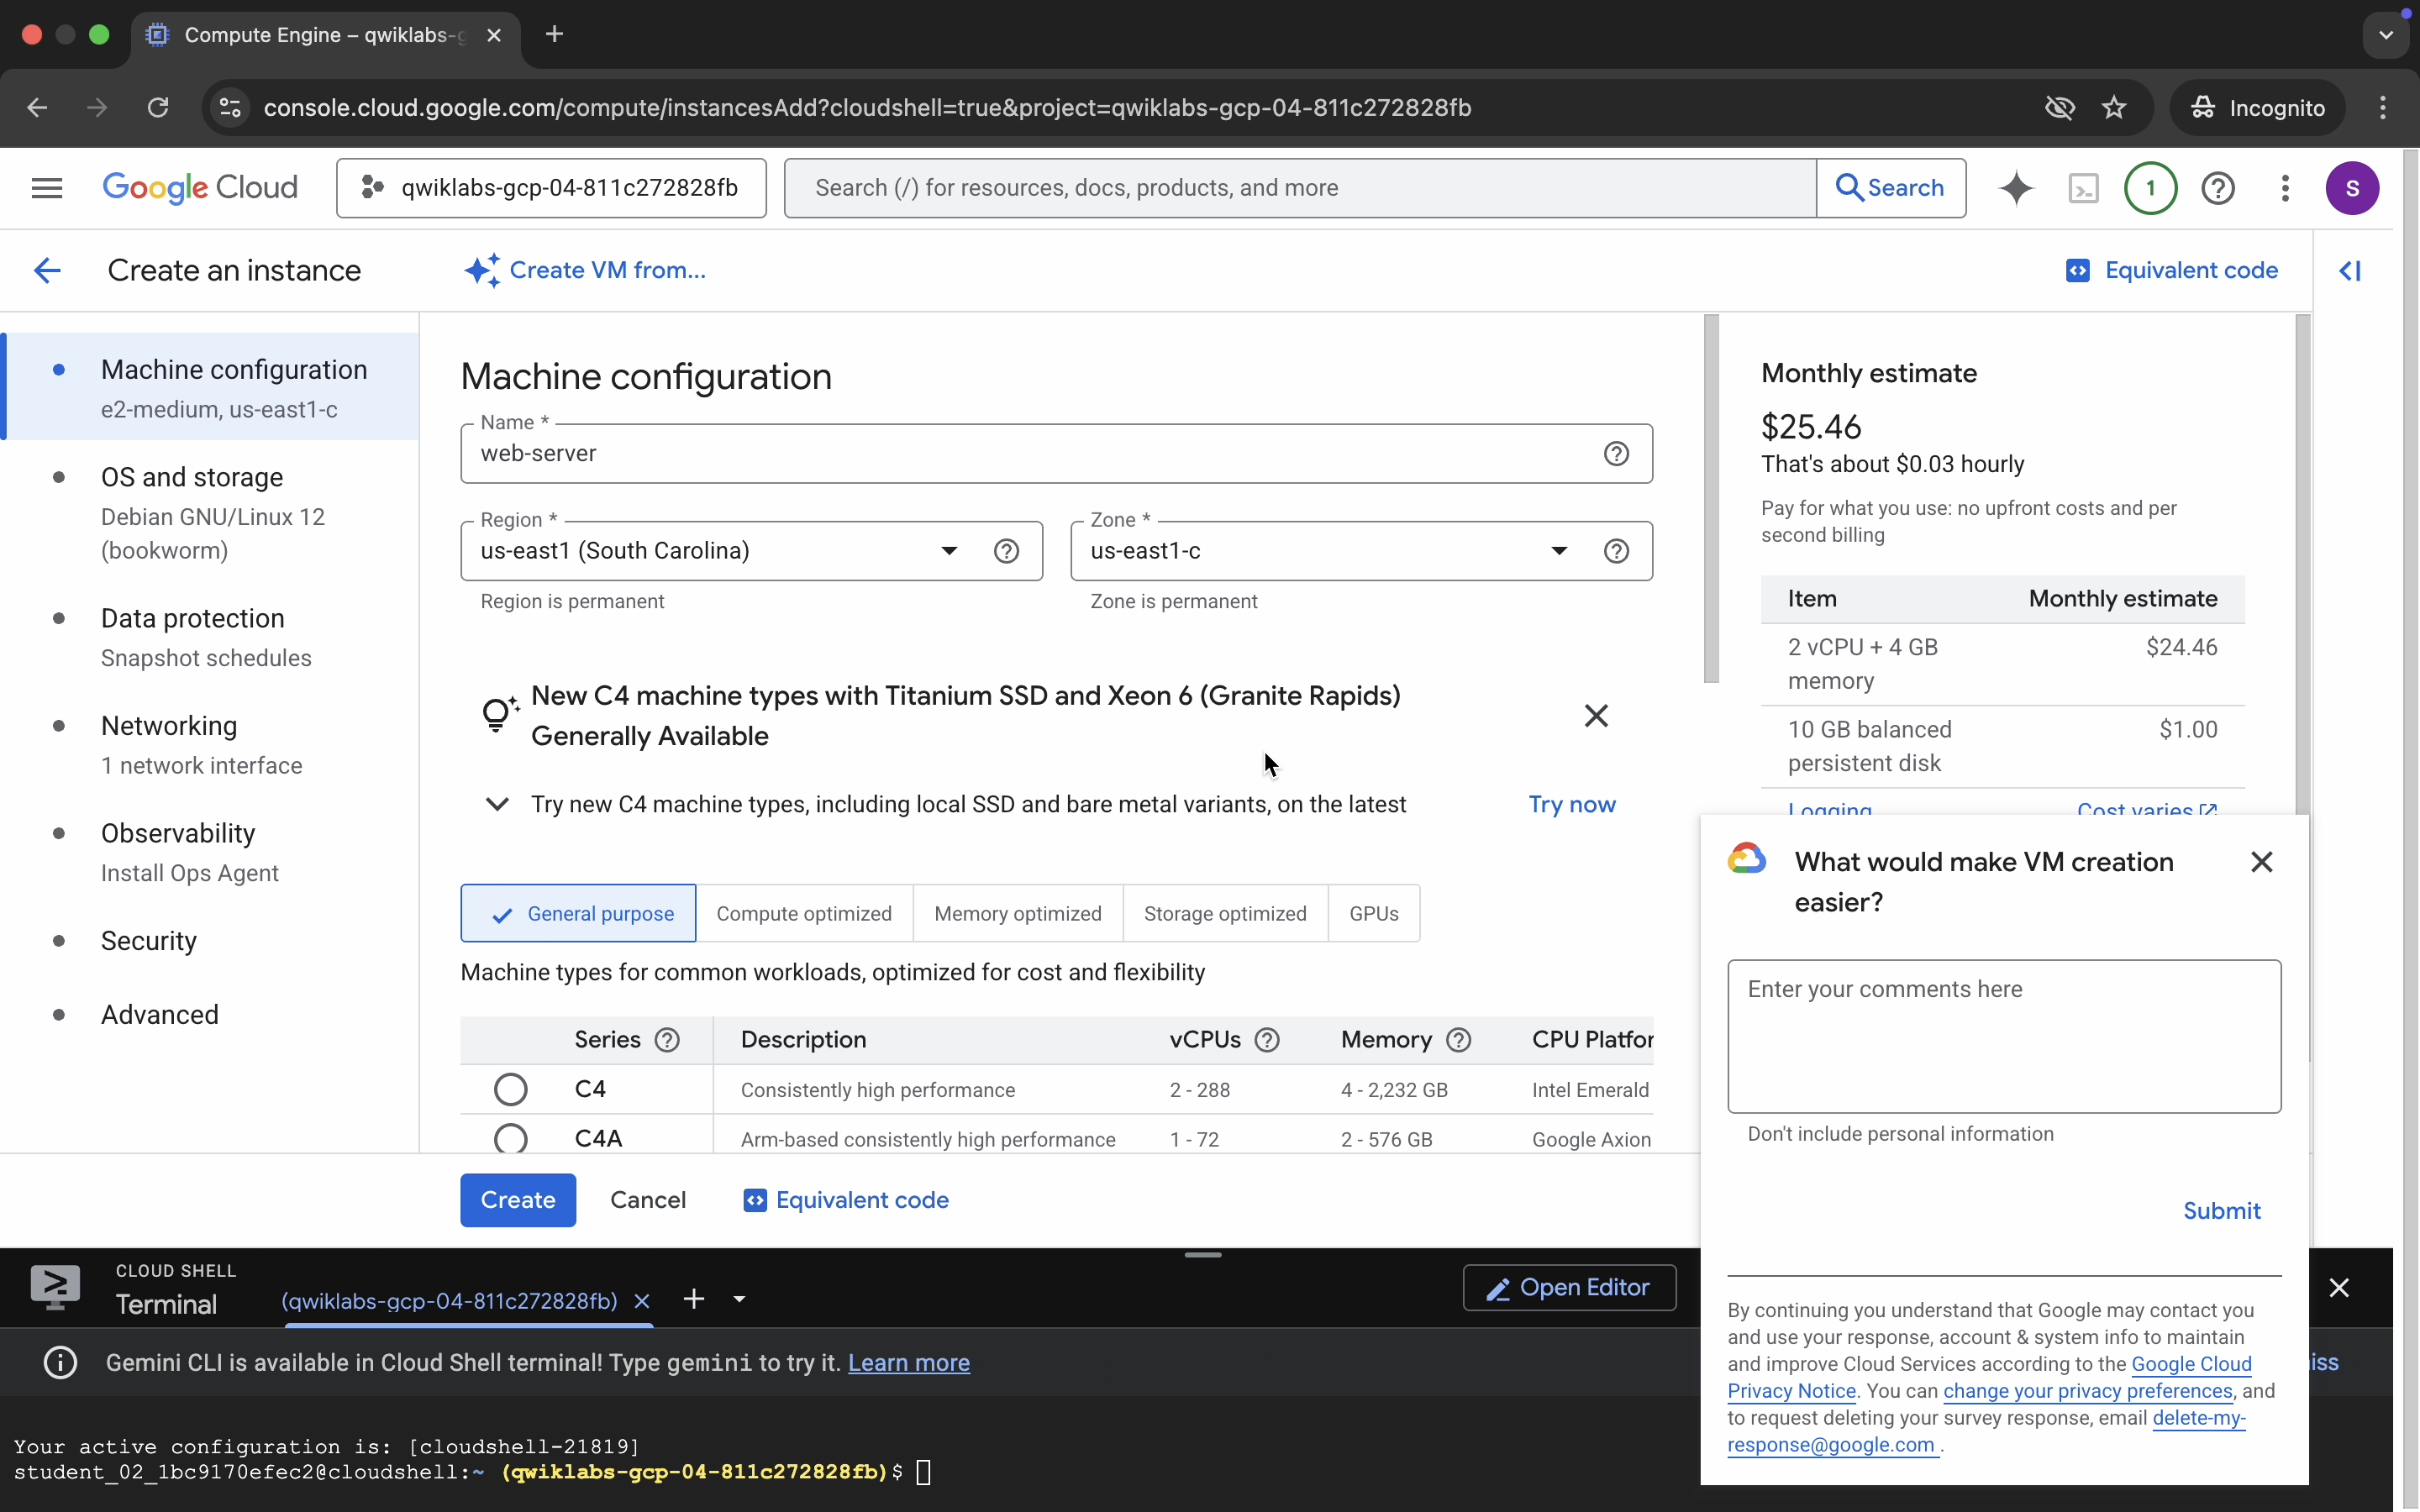 Compute Engine – qwiklabs-g
console.cloud.google.com/compute/instancesAdd?cloudshell=true&project=qwiklabs-gcp-04-811c272828fb
Incognito
Google Cloud
qwiklabs-gcp-04-811c272828fb
Search (/) for resources, docs, products, and more
Search
1
S
Create an instance
Create VM from...
Equivalent code
Machine configuration
e2-medium, us-east1-c
OS and storage
Debian GNU/Linux 12
(bookworm)
Data protection
Snapshot schedules
Networking
1 network interface
Observability
Install Ops Agent
Security
Advanced
Machine configuration
Name *
web-server
Region *
us-east1 (South Carolina)
Region is permanent
Zone *
us-east1-c
Zone is permanent
New C4 machine types with Titanium SSD and Xeon 6 (Granite Rapids)
Generally Available
Try new C4 machine types, including local SSD and bare metal variants, on the latest
Try now
General purpose
Compute optimized
Memory optimized
Storage optimized
GPUs
Machine types for common workloads, optimized for cost and flexibility
Series Description vCPUs Memory CPU Platfor
C4 Consistently high performance 2 - 288 4 - 2,232 GB Intel Emerald
C4A Arm-based consistently high performance 1 - 72 2 - 576 GB Google Axion
Create
Cancel
Equivalent code
Monthly estimate
$25.46
That's about $0.03 hourly
Pay for what you use: no upfront costs and per
second billing
Item Monthly estimate
2 vCPU + 4 GB $24.46
memory
10 GB balanced $1.00
persistent disk
Logging Cost varies
What would make VM creation
easier?
Enter your comments here
Don't include personal information
Submit
By continuing you understand that Google may contact you
and use your response, account & system info to maintain
and improve Cloud Services according to the Google Cloud
Privacy Notice. You can change your privacy preferences, and
to request deleting your survey response, email delete-my-
response@google.com .
CLOUD SHELL
Terminal
(qwiklabs-gcp-04-811c272828fb)
Open Editor
Gemini CLI is available in Cloud Shell terminal! Type gemini to try it. Learn more
iss
Your active configuration is: [cloudshell-21819]
student_02_1bc9170efec2@cloudshell:~ (qwiklabs-gcp-04-811c272828fb)$